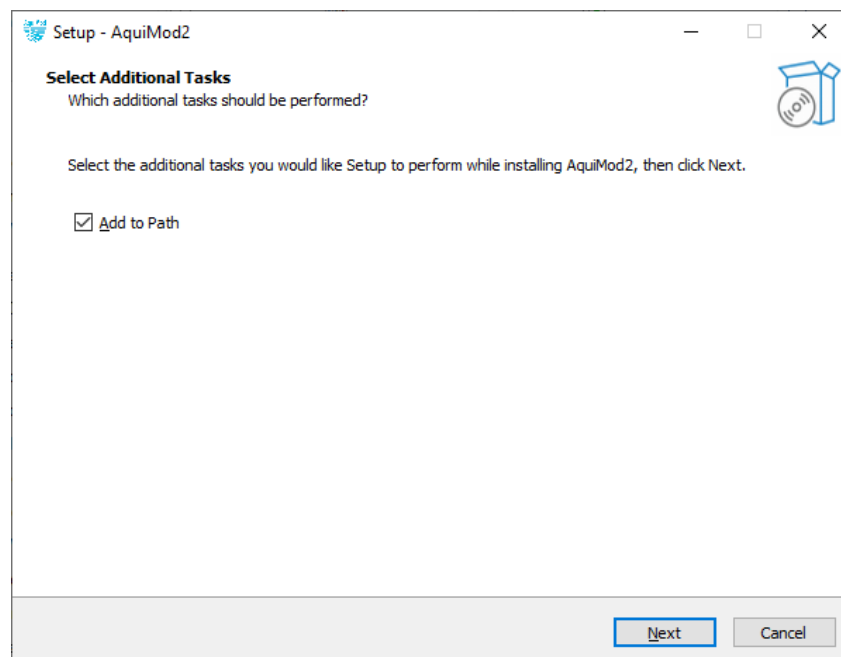 Setup - AquiMod2
Select Additional Tasks
Which additional tasks should be performed?
Select the additional tasks you would like Setup to perform while installing AquiMod2, then click Next.
Add to Path
Next
Cancel